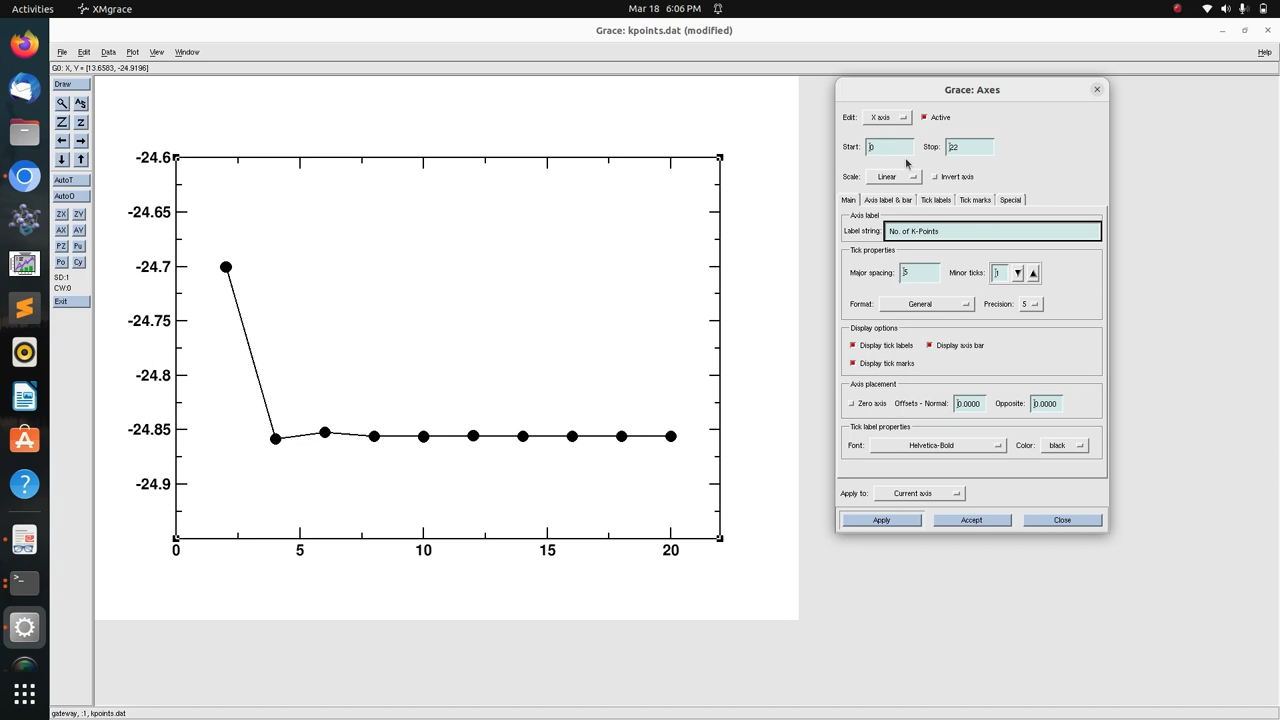 Activities XMgrace Mar 18 6:06 PM
Grace: kpoints.dat (modified)
File Edit Data Plot View Window Help
G0: X, Y = [13.6583, -24.9196]
Draw
AS
Z z
AutoT
AutoO
ZX ZY
AX AY
PZ Pu
Po Cy
SD:1
CW:0
Exit
-24.6
-24.65
-24.7
-24.75
-24.8
-24.85
-24.9
0 5 10 15 20
Grace: Axes
Edit: X axis Active
Start: 0 Stop: 22
Scale: Linear Invert axis
Main Axis label & bar Tick labels Tick marks Special
Axis label
Label string: No. of K-Points
Tick properties
Major spacing: 5 Minor ticks: 1
Format: General Precision: 5
Display options
Display tick labels Display axis bar
Display tick marks
Axis placement
Zero axis Offsets - Normal: 0.0000 Opposite: 0.0000
Tick label properties
Font: Helvetica-Bold Color: black
Apply to: Current axis
Apply Accept Close
gateway, :1, kpoints.dat